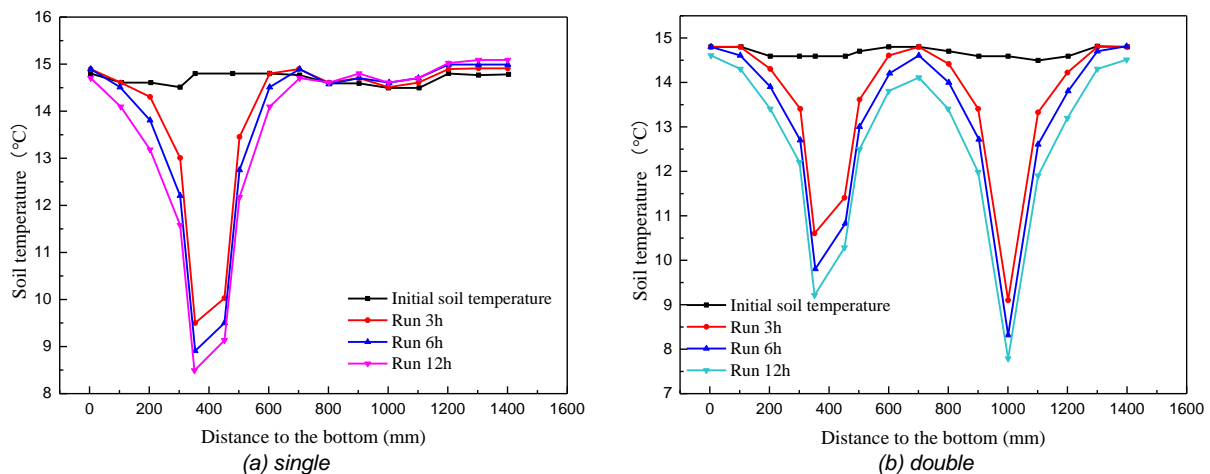 16
15
14
13
12
11
10
9
8
Soil temperature (°C)
0 200 400 600 800 1000 1200 1400 1600
Distance to the bottom (mm)
Initial soil temperature
Run 3h
Run 6h
Run 12h
(a) single
15
14
13
12
11
10
9
8
7
Soil temperature (°C)
0 200 400 600 800 1000 1200 1400 1600
Distance to the bottom (mm)
Initial soil temperature
Run 3h
Run 6h
Run 12h
(b) double